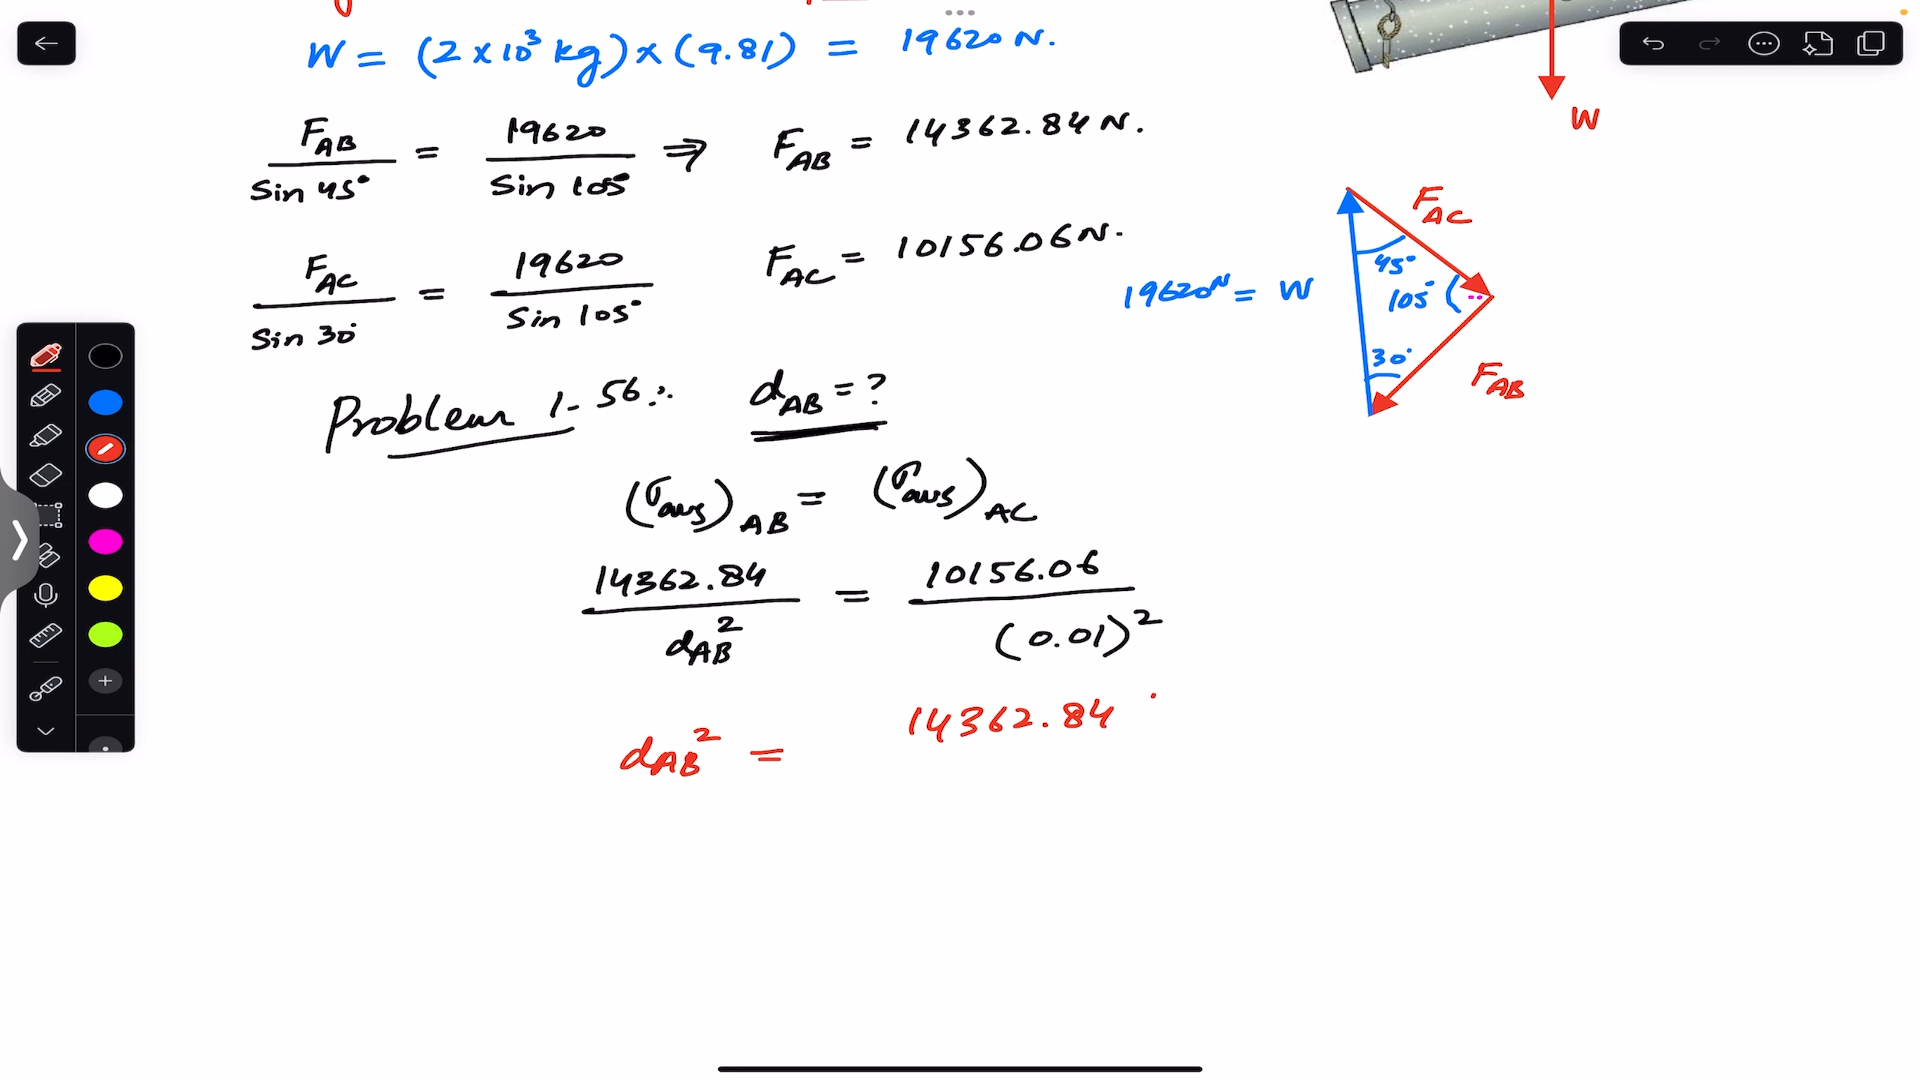 W = (2 x 10³ kg) x (9.81) = 19620 N.
W
F_AB / Sin 45° = 19620 / Sin 105° ⇒ F_AB = 14362.84 N.
F_AC
45°
F_AC / Sin 30° = 19620 / Sin 105° F_AC = 10156.06 N.
19620 N = W
105°
30°
F_AB
Problem 1-56:. d_AB = ?
(σ_avg)_AB = (σ_avg)_AC
14362.84 / d_AB² = 10156.06 / (0.01)²
d_AB² = 14362.84